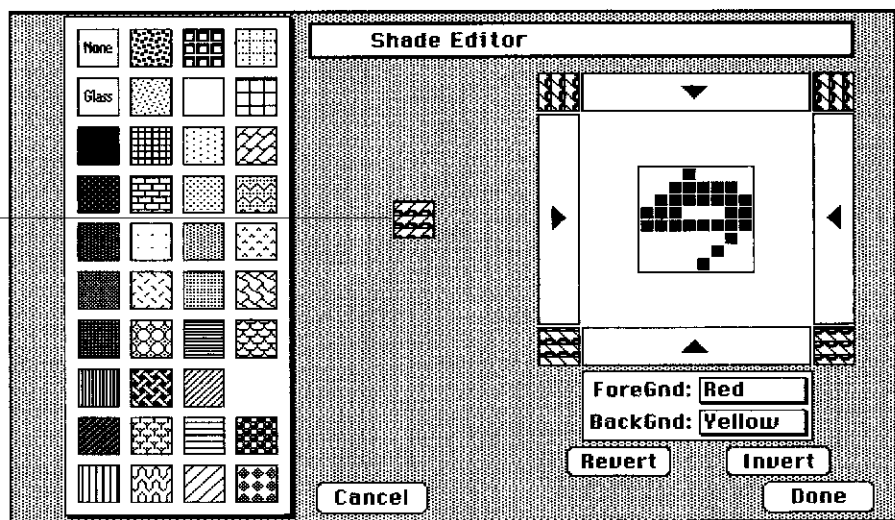 None
Glass
Shade Editor
ForeGnd: Red
BackGnd: Yellow
Revert
Invert
Cancel
Done